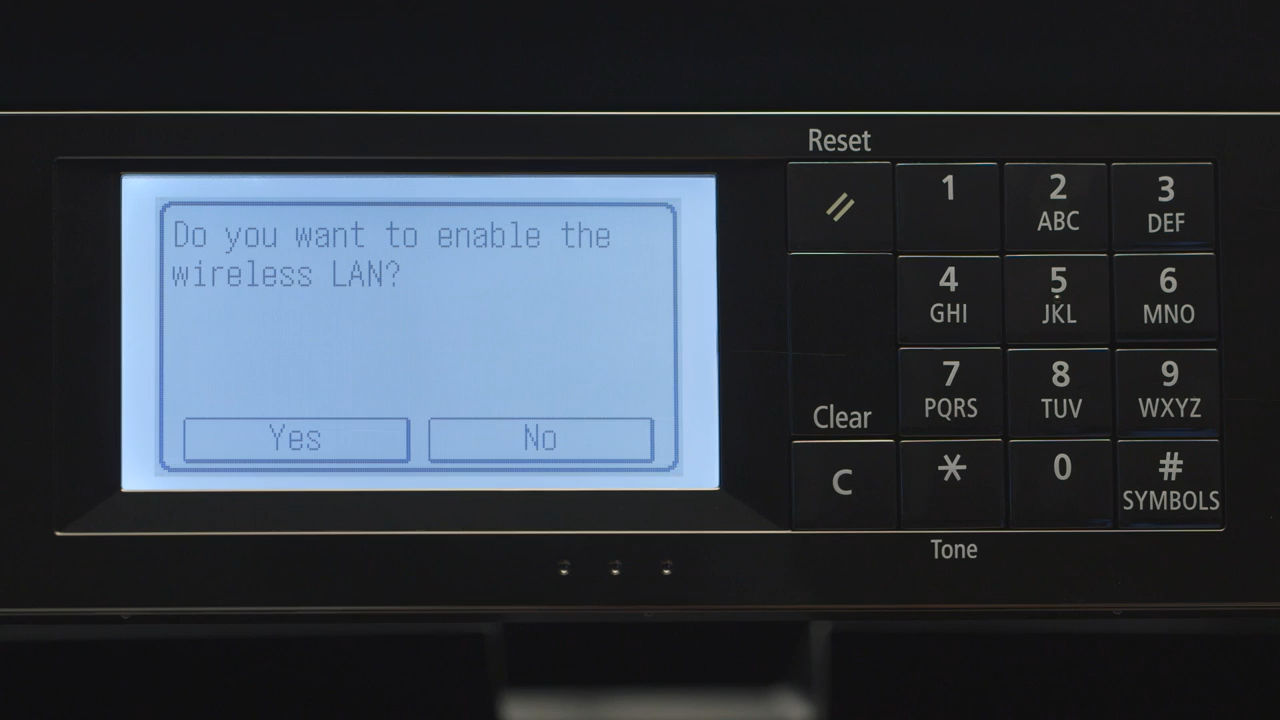 Do you want to enable the
wireless LAN?
Yes No
Reset
1 2 3
ABC DEF
4 5 6
GHI JKL MNO
7 8 9
PQRS TUV WXYZ
Clear
C * 0 #
SYMBOLS
Tone